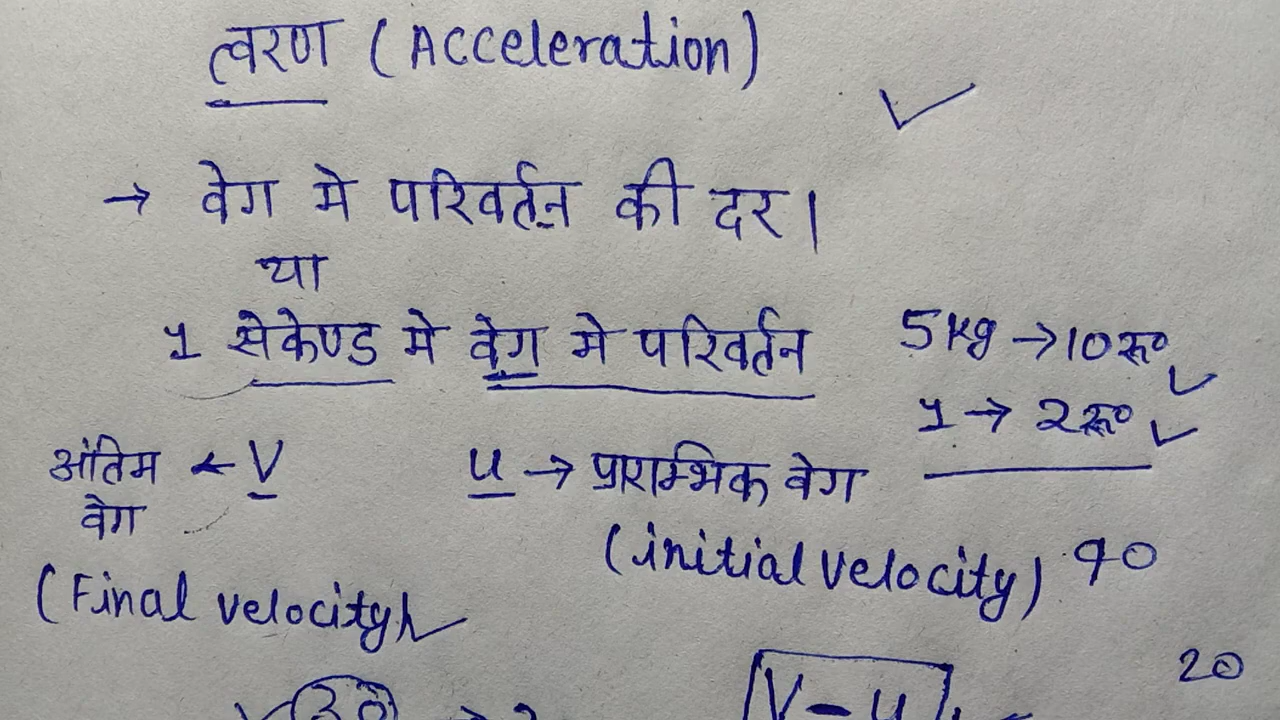 त्वरण (Acceleration)
→ वेग मे परिवर्तन की दर।
या
1 सेकेण्ड मे वेग मे परिवर्तन
5kg → 10रू०
1 → 2रू०
अंतिम ← V
वेग
(Final velocity)
u → प्रारम्भिक वेग
(initial velocity)
90
20
V - u